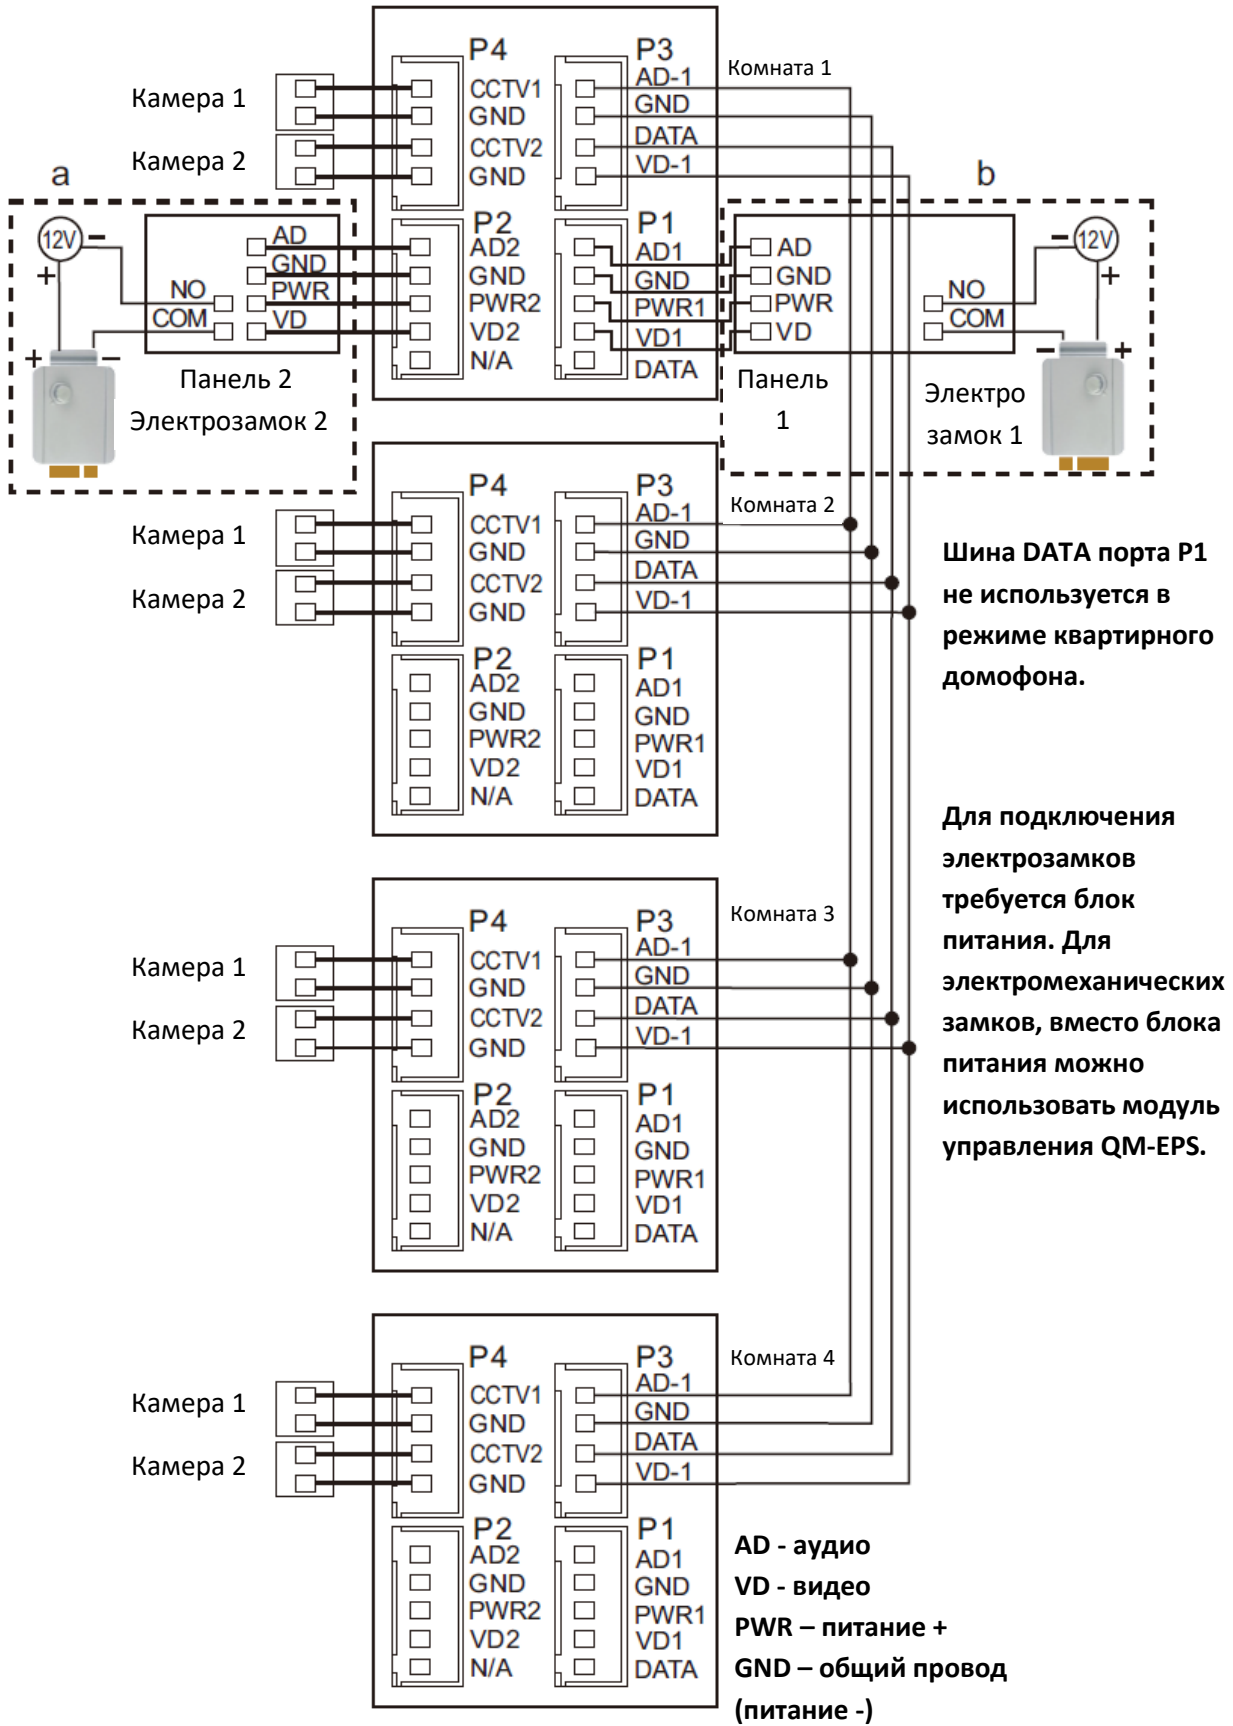 P4
P3
Комната 1
Камера 1
CCTV1
GND
AD-1
GND
Камера 2
CCTV2
GND
DATA
VD-1
a
b
12V
-
+
NO
COM
AD
GND
PWR
VD
P2
AD2
GND
PWR2
VD2
N/A
P1
AD1
GND
PWR1
VD1
DATA
AD
GND
PWR
VD
NO
COM
-
12V
+
+
-
-
+
Панель 2
Электрозамок 2
Панель
1
Электро
замок 1
P4
P3
Комната 2
Камера 1
CCTV1
GND
AD-1
GND
Камера 2
CCTV2
GND
DATA
VD-1
P2
AD2
GND
PWR2
VD2
N/A
P1
AD1
GND
PWR1
VD1
DATA
Шина DATA порта P1
не используется в
режиме квартирного
домофона.
Для подключения
электрозамков
требуется блок
питания. Для
электромеханических
замков, вместо блока
питания можно
использовать модуль
управления QM-EPS.
P4
P3
Комната 3
Камера 1
CCTV1
GND
AD-1
GND
Камера 2
CCTV2
GND
DATA
VD-1
P2
AD2
GND
PWR2
VD2
N/A
P1
AD1
GND
PWR1
VD1
DATA
P4
P3
Комната 4
Камера 1
CCTV1
GND
AD-1
GND
Камера 2
CCTV2
GND
DATA
VD-1
P2
AD2
GND
PWR2
VD2
N/A
P1
AD1
GND
PWR1
VD1
DATA
AD - аудио
VD - видео
PWR – питание +
GND – общий провод
(питание -)